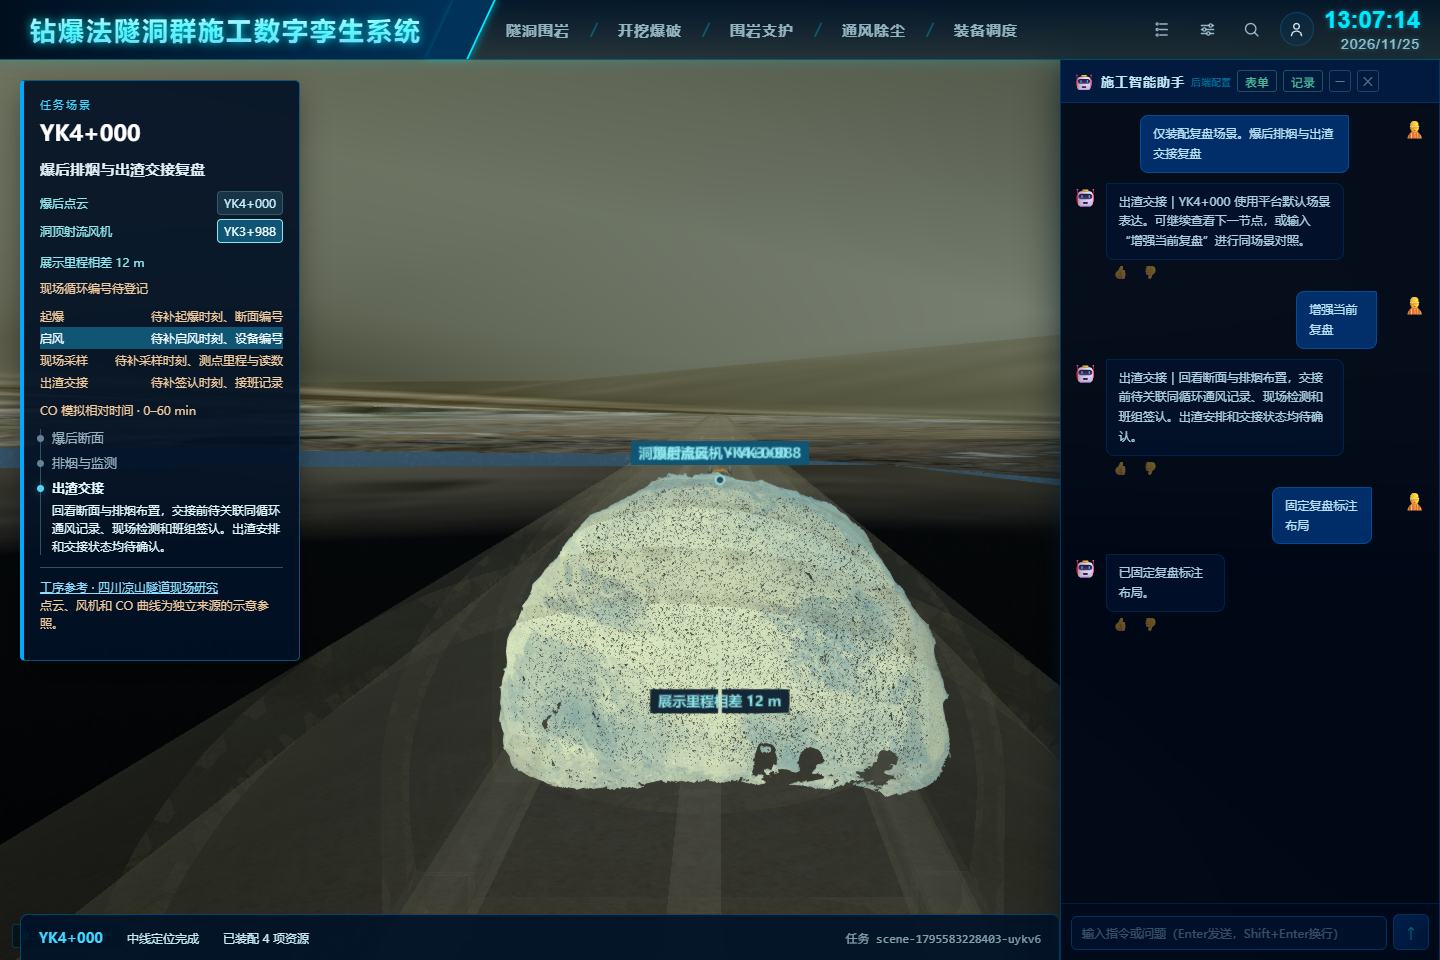 钻爆法隧洞群施工数字孪生系统
隧洞围岩 / 开挖爆破 / 围岩支护 / 通风除尘 / 装备调度
13:07:14
2026/11/25
任务场景
YK4+000
爆后排烟与出渣交接复盘
爆后点云 YK4+000
洞顶射流风机 YK3+988
展示里程相差 12 m
现场循环编号待登记
起爆 待补起爆时刻、断面编号
启风 待补启风时刻、设备编号
现场采样 待补采样时刻、测点里程与读数
出渣交接 待补签认时刻、接班记录
CO 模拟相对时间 · 0–60 min
爆后断面
排烟与监测
出渣交接
回看断面与排烟布置，交接前待关联同循环
通风记录、现场检测和班组签认。出渣安排
和交接状态均待确认。
工序参考 · 四川凉山隧道现场研究
点云、风机和 CO 曲线为独立来源的示意参
照。
展示里程相差 12 m
YK4+000 中线定位完成 已装配 4 项资源
任务 scene-1795583228403-uykv6
施工智能助手 后端配置 表单 记录
仅装配复盘场景。爆后排烟与出渣
交接复盘
出渣交接 | YK4+000 使用平台默认场景
表达。可继续查看下一节点，或输入
“增强当前复盘”进行同场景对照。
增强当前
复盘
出渣交接 | 回看断面与排烟布置，交接
前待关联同循环通风记录、现场检测和
班组签认。出渣安排和交接状态均待确
认。
固定复盘标注
布局
已固定复盘标注
布局。
输入指令或问题（Enter发送，Shift+Enter换行）